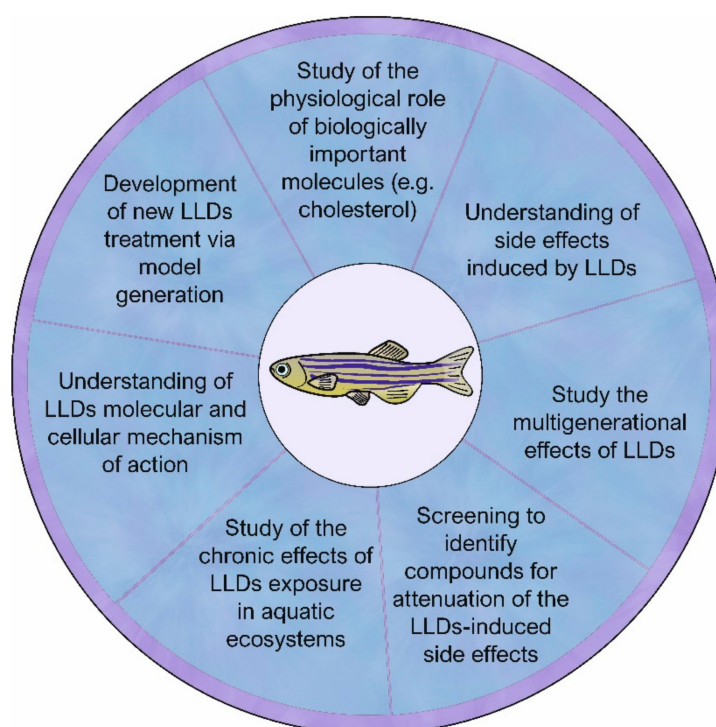 Study of the
physiological role
of biologically
important
molecules (e.g.
cholesterol)
Understanding of
side effects
induced by LLDs
Study the
multigenerational
effects of LLDs
Screening to
identify
compounds for
attenuation of the
LLDs-induced
side effects
Study of the
chronic effects of
LLDs exposure
in aquatic
ecosystems
Understanding of
LLDs molecular and
cellular mechanism
of action
Development
of new LLDs
treatment via
model
generation